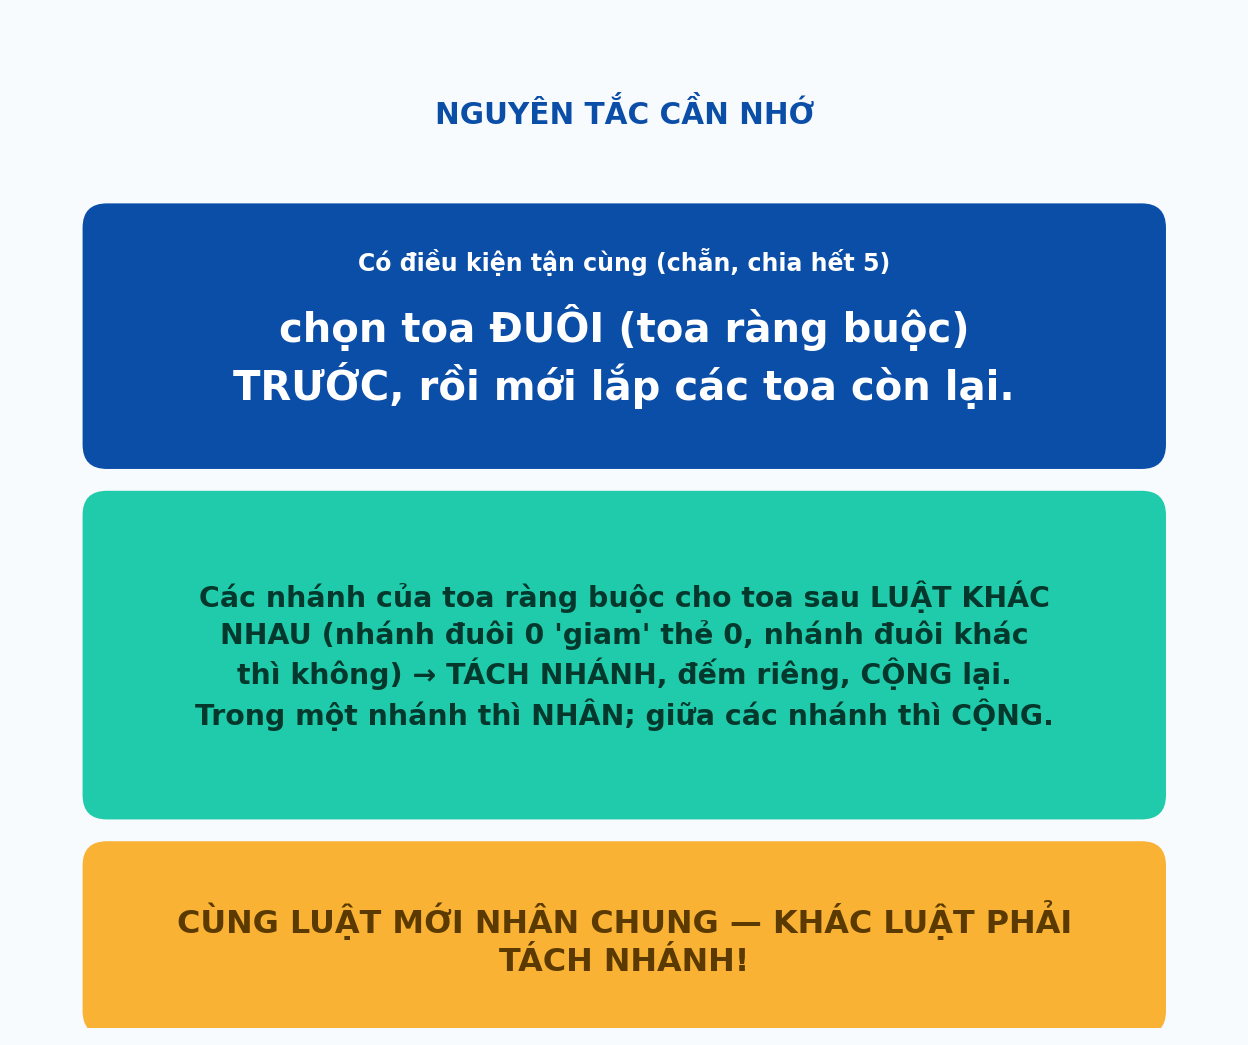 NGUYÊN TẮC CẦN NHỚ
Có điều kiện tận cùng (chẵn, chia hết 5)
chọn toa ĐUÔI (toa ràng buộc)
TRƯỚC, rồi mới lắp các toa còn lại.
Các nhánh của toa ràng buộc cho toa sau LUẬT KHÁC
NHAU (nhánh đuôi 0 'giam' thẻ 0, nhánh đuôi khác
thì không) → TÁCH NHÁNH, đếm riêng, CỘNG lại.
Trong một nhánh thì NHÂN; giữa các nhánh thì CỘNG.
CÙNG LUẬT MỚI NHÂN CHUNG — KHÁC LUẬT PHẢI
TÁCH NHÁNH!